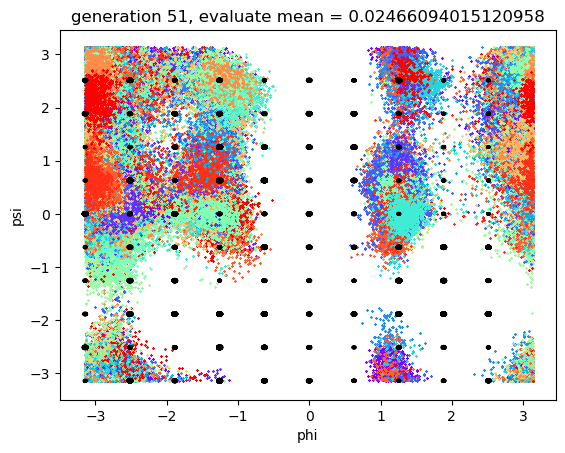 generation 51, evaluate mean = 0.02466094015120958
3
2
1
0
−1
−2
−3
psi
−3 −2 −1 0 1 2 3
phi